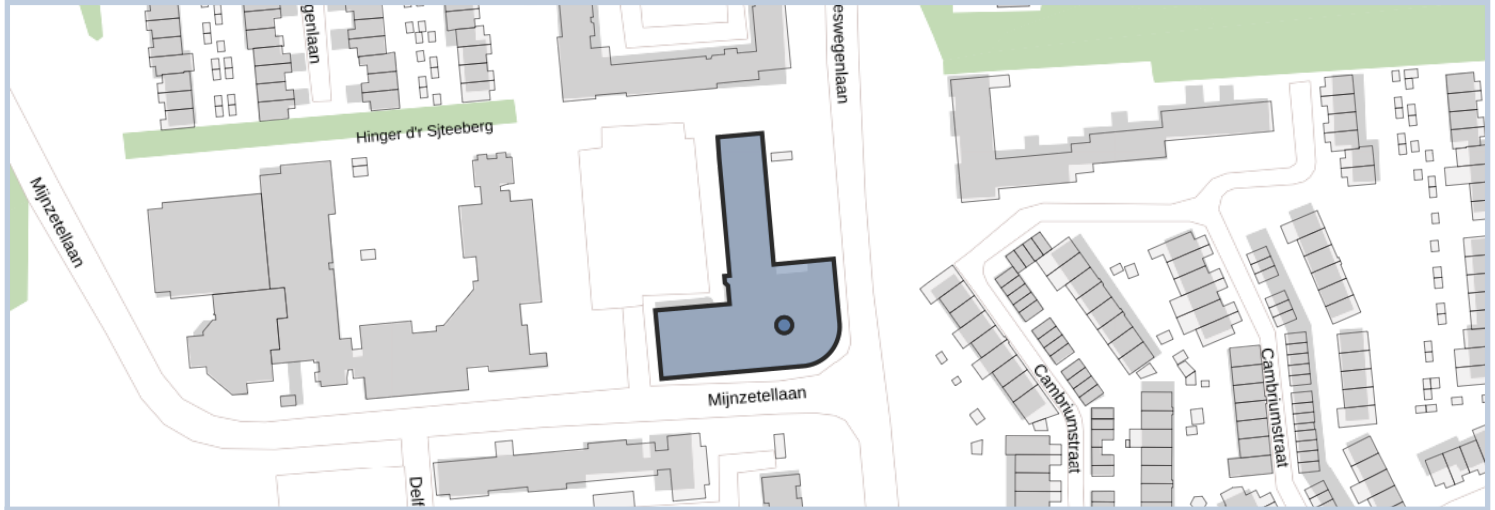 genlaan
eswegenlaan
Hinger d'r Sjteeberg
Mijnzetellaan
Mijnzetellaan
Cambriumstraat
Cambriumstraat
Delf